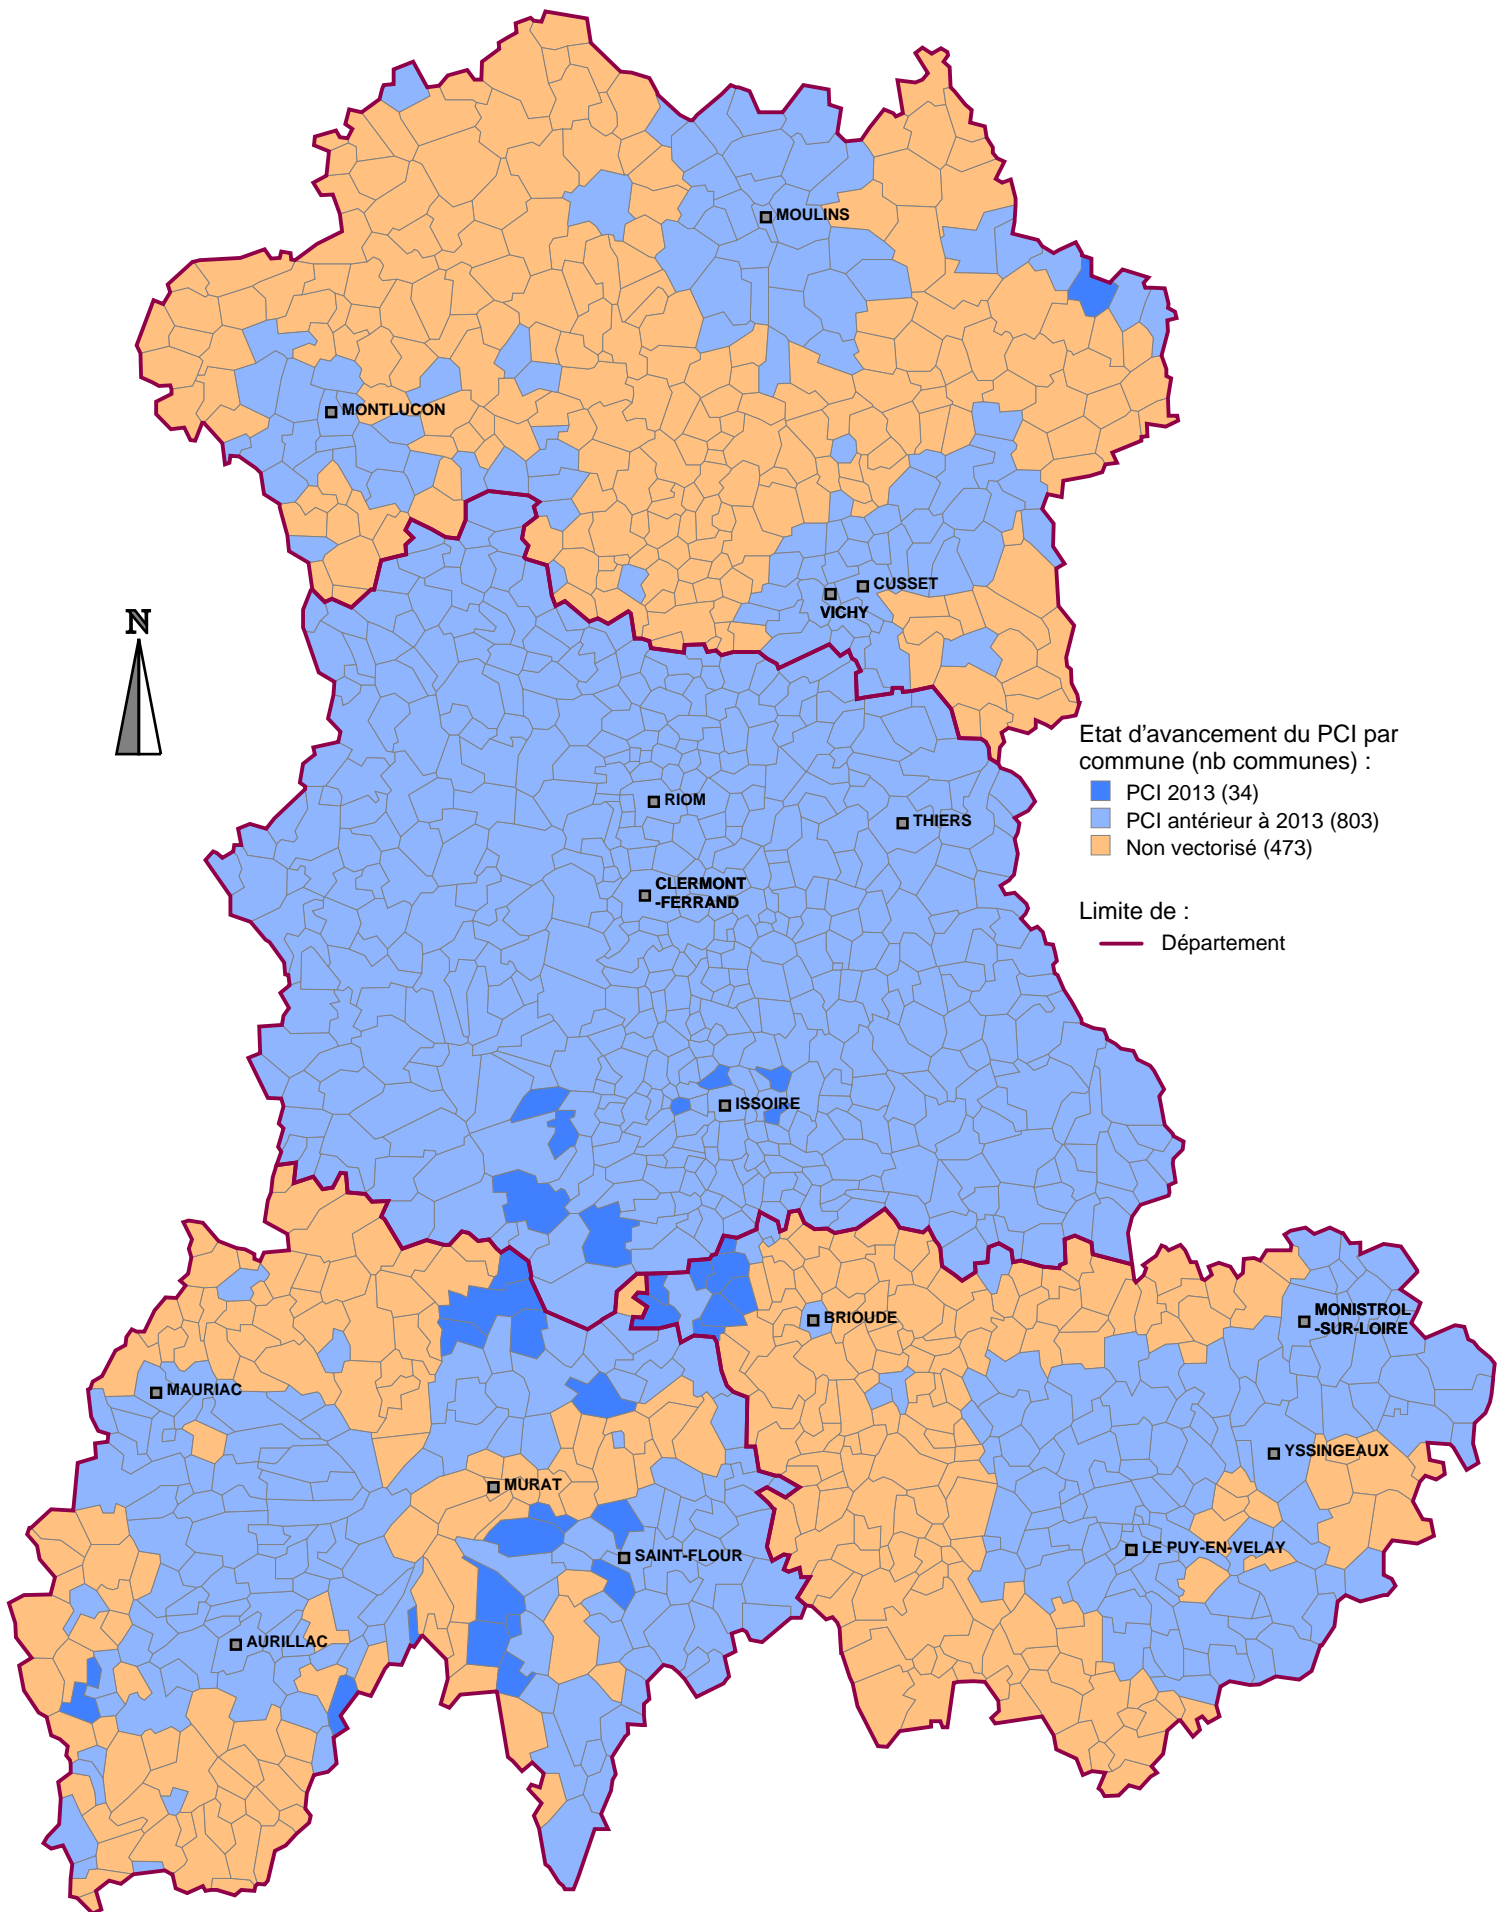 MOULINS
MONTLUCON
CUSSET
VICHY
N
Etat d'avancement du PCI par
commune (nb communes) :
PCI 2013 (34)
PCI antérieur à 2013 (803)
Non vectorisé (473)
RIOM
THIERS
CLERMONT
-FERRAND
Limite de :
Département
ISSOIRE
BRIOUDE
MONISTROL
-SUR-LOIRE
MAURIAC
YSSINGEAUX
MURAT
LE PUY-EN-VELAY
SAINT-FLOUR
AURILLAC